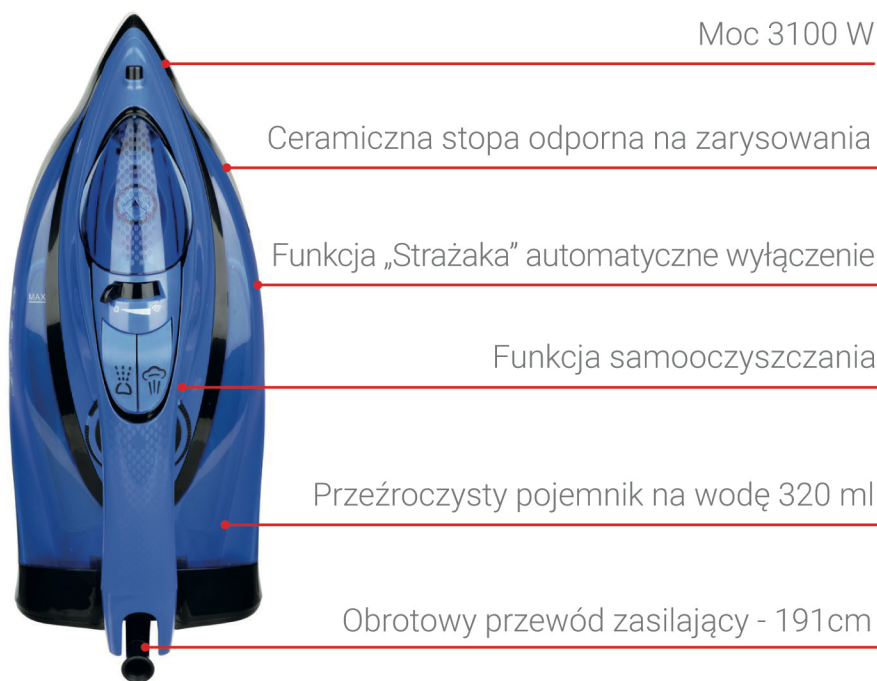 Moc 3100 W
Ceramiczna stopa odporna na zarysowania
Funkcja „Strażaka” automatyczne wyłączenie
MAX
0
Funkcja samooczyszczania
Przeźroczysty pojemnik na wodę 320 ml
Obrotowy przewód zasilający - 191cm